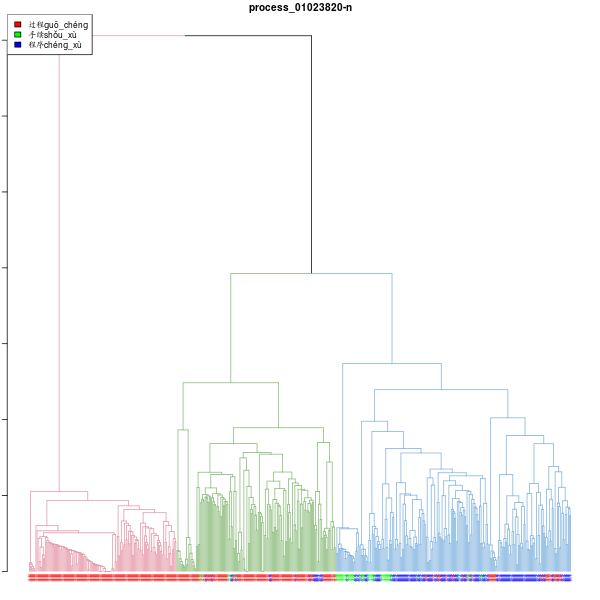 process_01023820-n
过程guō_chéng
手续shǒu_xù
程序chéng_xù